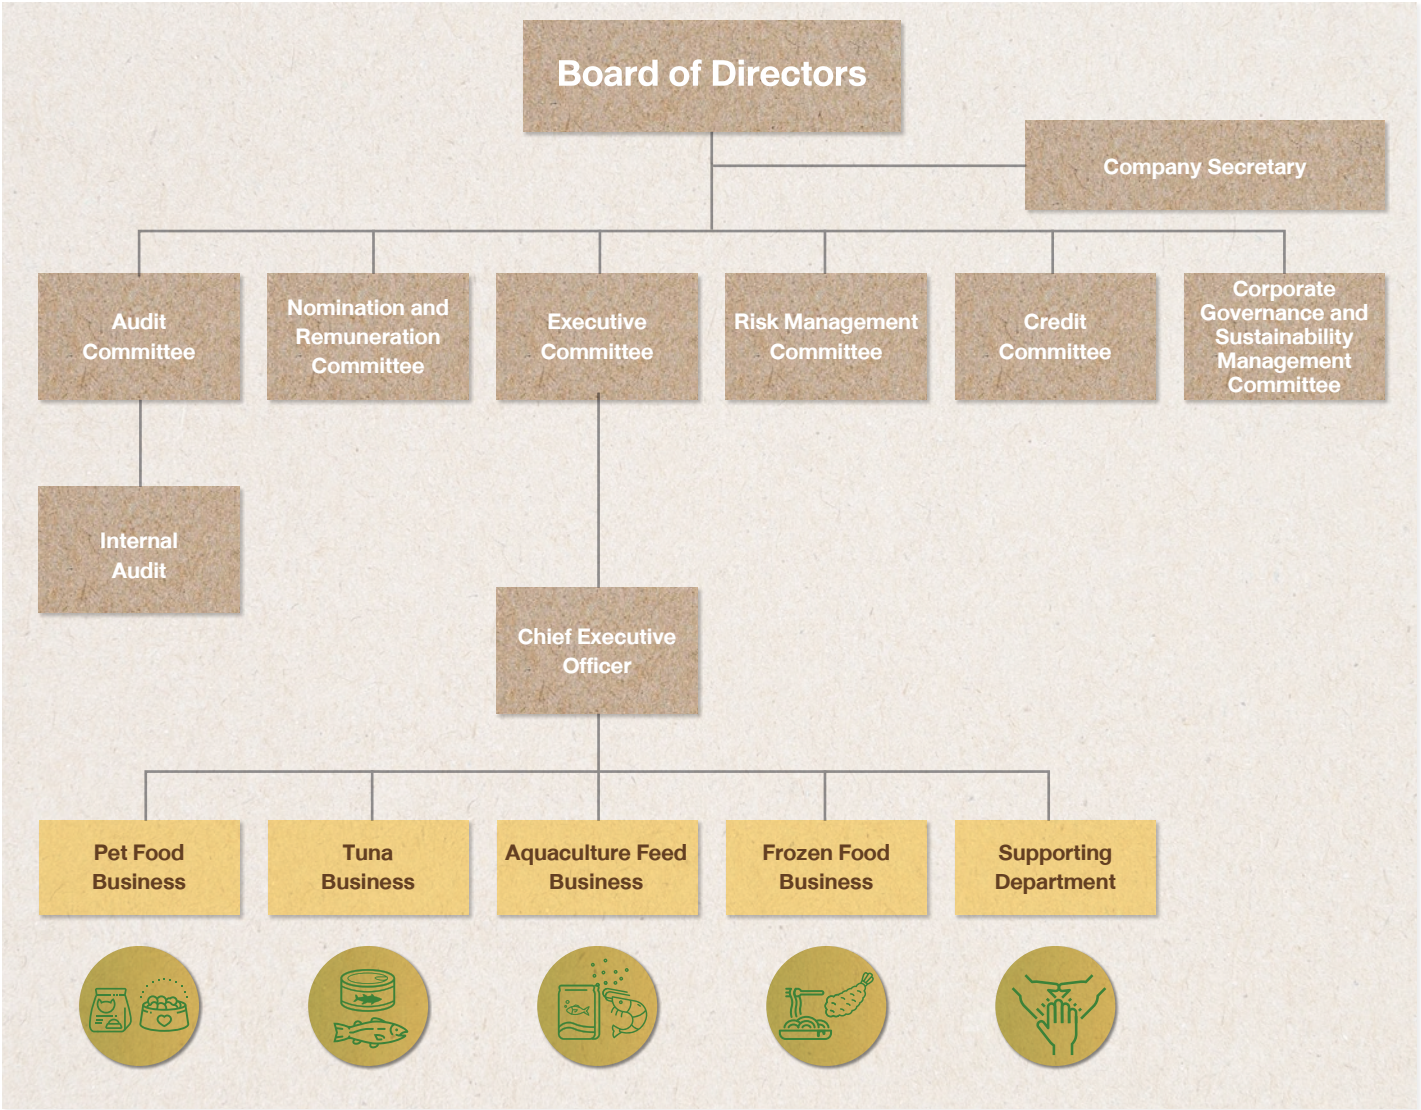 Board of Directors
Company Secretary
Audit
Committee
Nomination and
Remuneration
Committee
Executive
Committee
Risk Management
Committee
Credit
Committee
Corporate
Governance and
Sustainability
Management
Committee
Internal
Audit
Chief Executive
Officer
Pet Food
Business
Tuna
Business
Aquaculture Feed
Business
Frozen Food
Business
Supporting
Department